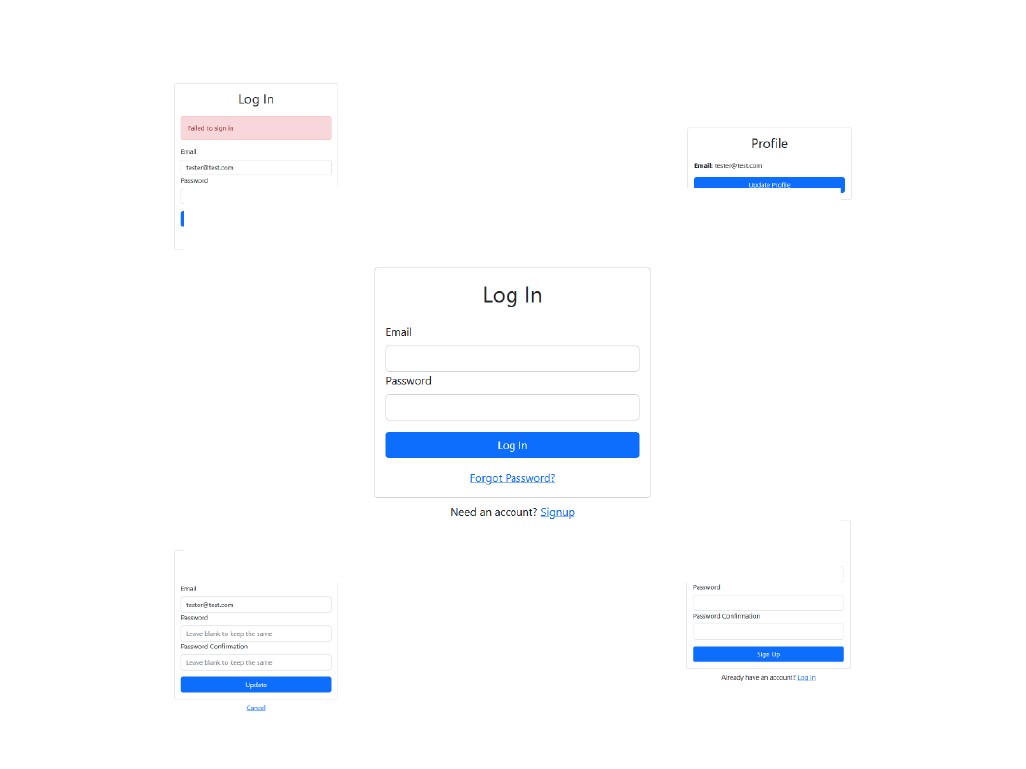 Log In
Failed to sign in
Email
tester@test.com
Password
Profile
Email: tester@test.com
Update Profile
Log In
Email
Password
Log In
Forgot Password?
Need an account? Signup
Email
tester@test.com
Password
Leave blank to keep the same
Password Confirmation
Leave blank to keep the same
Update
Cancel
Password
Password Confirmation
Sign Up
Already have an account? Log In